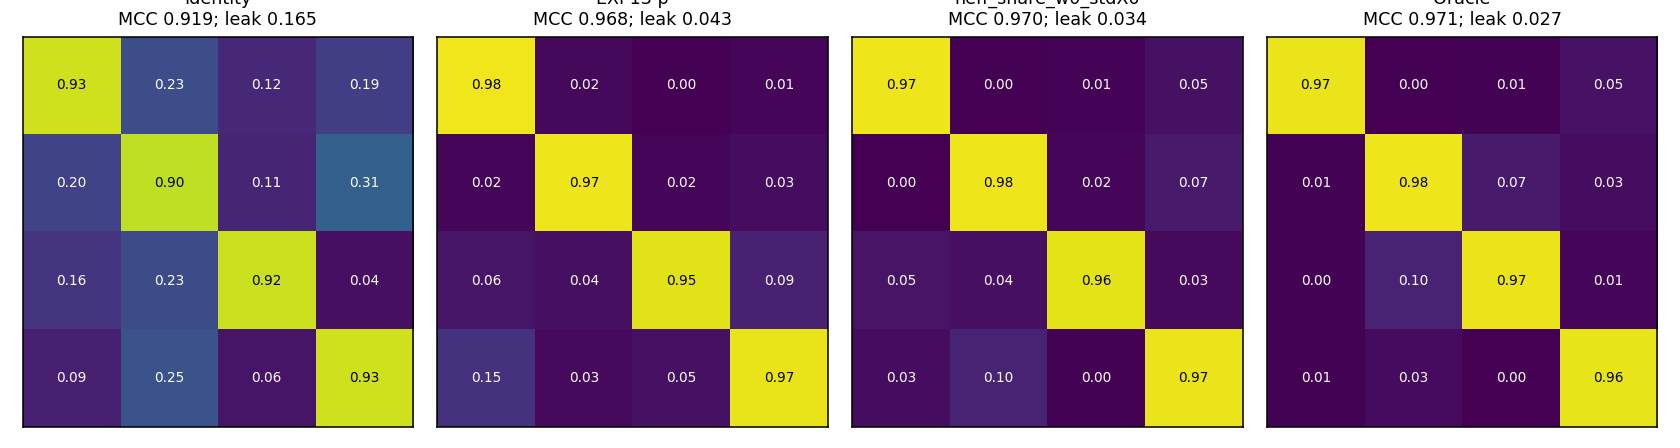 Identity
MCC 0.919; leak 0.165
MCC 0.968; leak 0.043
MCC 0.970; leak 0.034
Oracle
MCC 0.971; leak 0.027
0.93 0.23 0.12 0.19
0.20 0.90 0.11 0.31
0.16 0.23 0.92 0.04
0.09 0.25 0.06 0.93
0.98 0.02 0.00 0.01
0.02 0.97 0.02 0.03
0.06 0.04 0.95 0.09
0.15 0.03 0.05 0.97
0.97 0.00 0.01 0.05
0.00 0.98 0.02 0.07
0.05 0.04 0.96 0.03
0.03 0.10 0.00 0.97
0.97 0.00 0.01 0.05
0.01 0.98 0.07 0.03
0.00 0.10 0.97 0.01
0.01 0.03 0.00 0.96